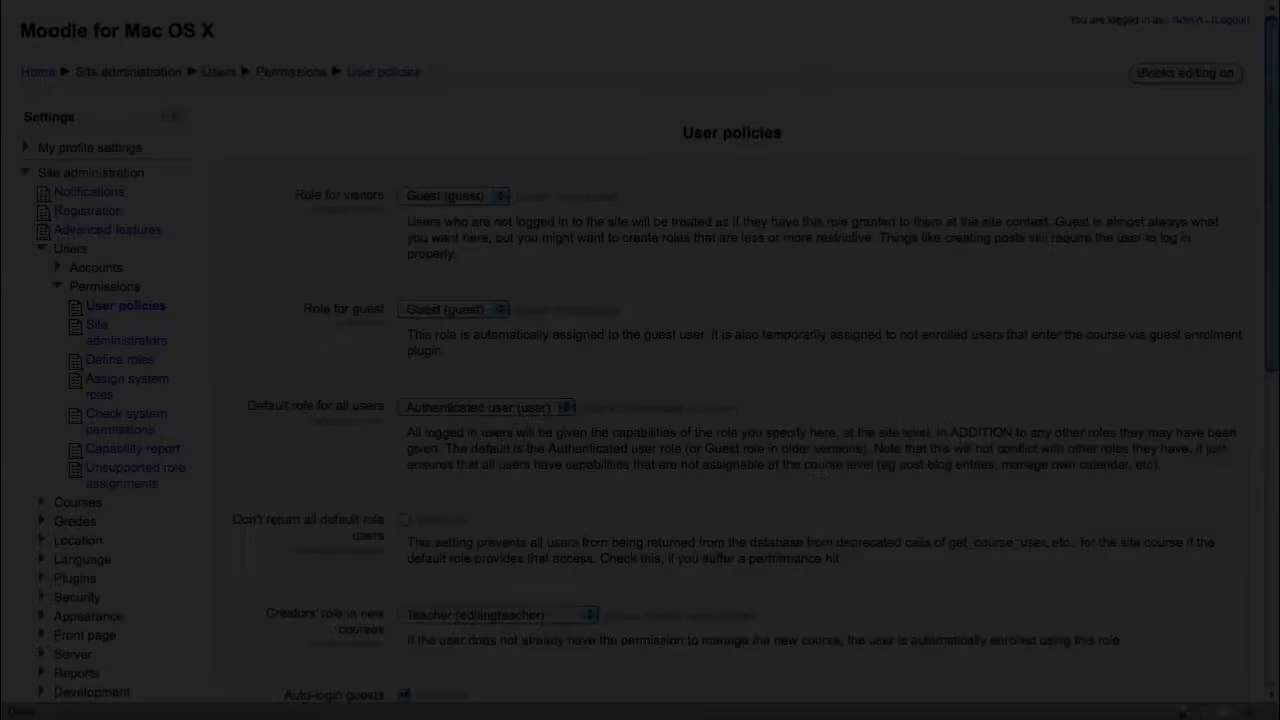 Moodle for Mac OS X
You are logged in as Admin (Logout)
Home ► Site administration ► Users ► Permissions ► User policies
Blocks editing on
Settings
My profile settings
Site administration
Notifications
Registration
Advanced features
Users
Accounts
Permissions
User policies
Site
administrators
Define roles
Assign system
roles
Check system
permissions
Capability report
Unsupported role
assignments
Courses
Grades
Location
Language
Plugins
Security
Appearance
Front page
Server
Reports
Development
User policies
Role for visitors
Guest (guest)
Users who are not logged in to the site will be treated as if they have this role granted to them at the site context. Guest is almost always what
you want here, but you might want to create roles that are less or more restrictive. Things like creating posts still require the user to log in
properly.
Role for guest
Guest (guest)
This role is automatically assigned to the guest user. It is also temporarily assigned to not enrolled users that enter the course via guest enrolment
plugin.
Default role for all users
Authenticated user (user)
All logged in users will be given the capabilities of the role you specify here, at the site level, in ADDITION to any other roles they may have been
given. The default is the Authenticated user role (or Guest role in older versions). Note that this will not conflict with other roles they have, it just
ensures that all users have capabilities that are not assignable at the course level (eg post blog entries, manage own calendar, etc).
Don't return all default role
users
This setting prevents all users from being returned from the database from deprecated calls of get_course_user, etc., for the site course if the
default role provides that access. Check this, if you suffer a performance hit.
Creators' role in new
courses
Teacher (editingteacher)
If the user does not already have the permission to manage the new course, the user is automatically enrolled using this role.
Auto-login guests